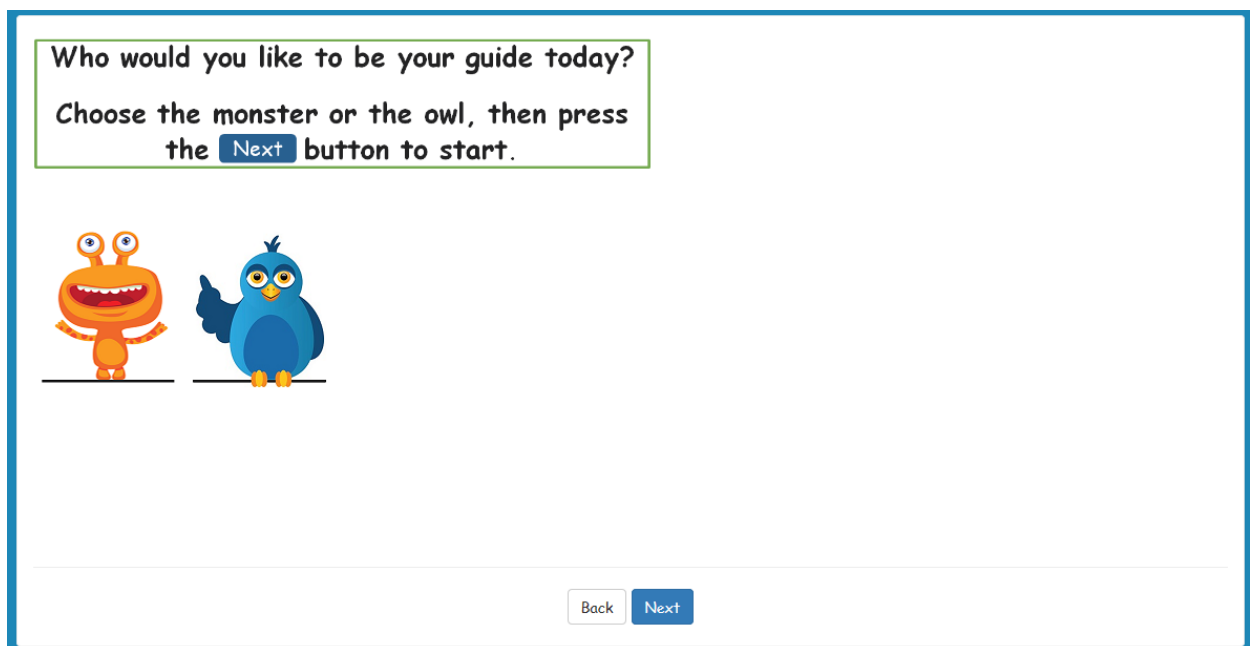 Who would you like to be your guide today?
Choose the monster or the owl, then press
the Next button to start.
Back Next